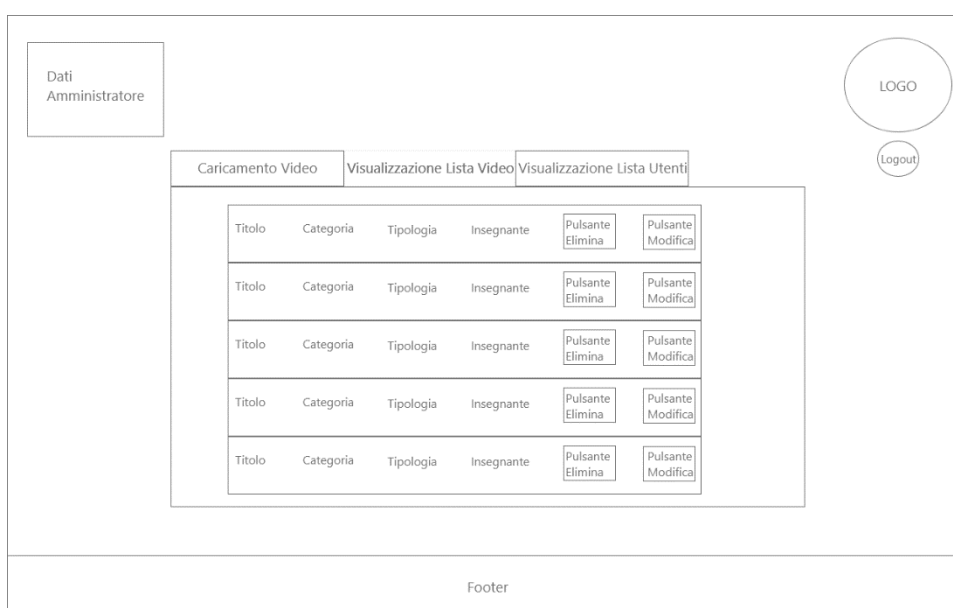 Dati
Amministratore
LOGO
Logout
Caricamento Video Visualizzazione Lista Video Visualizzazione Lista Utenti
Titolo Categoria Tipologia Insegnante Pulsante Elimina Pulsante Modifica
Titolo Categoria Tipologia Insegnante Pulsante Elimina Pulsante Modifica
Titolo Categoria Tipologia Insegnante Pulsante Elimina Pulsante Modifica
Titolo Categoria Tipologia Insegnante Pulsante Elimina Pulsante Modifica
Titolo Categoria Tipologia Insegnante Pulsante Elimina Pulsante Modifica
Footer